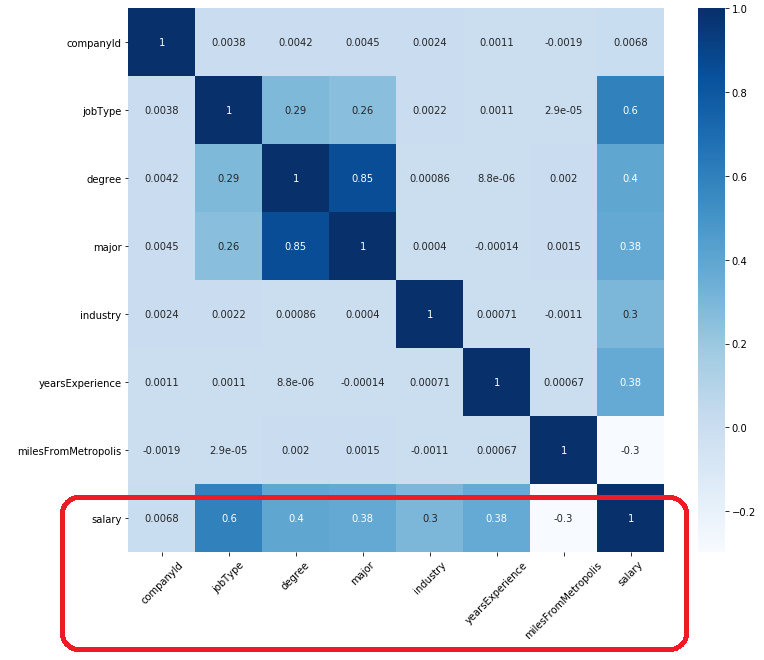 companyId 1 0.0038 0.0042 0.0045 0.0024 0.0011 -0.0019 0.0068
jobType 0.0038 1 0.29 0.26 0.0022 0.0011 2.9e-05 0.6
degree 0.0042 0.29 1 0.85 0.00086 8.8e-06 0.002 0.4
major 0.0045 0.26 0.85 1 0.0004 -0.00014 0.0015 0.38
industry 0.0024 0.0022 0.00086 0.0004 1 0.00071 -0.0011 0.3
yearsExperience 0.0011 0.0011 8.8e-06 -0.00014 0.00071 1 0.00067 0.38
milesFromMetropolis -0.0019 2.9e-05 0.002 0.0015 -0.0011 0.00067 1 -0.3
salary 0.0068 0.6 0.4 0.38 0.3 0.38 -0.3 1
companyId jobType degree major industry yearsExperience milesFromMetropolis salary
1.0
0.8
0.6
0.4
0.2
0.0
−0.2